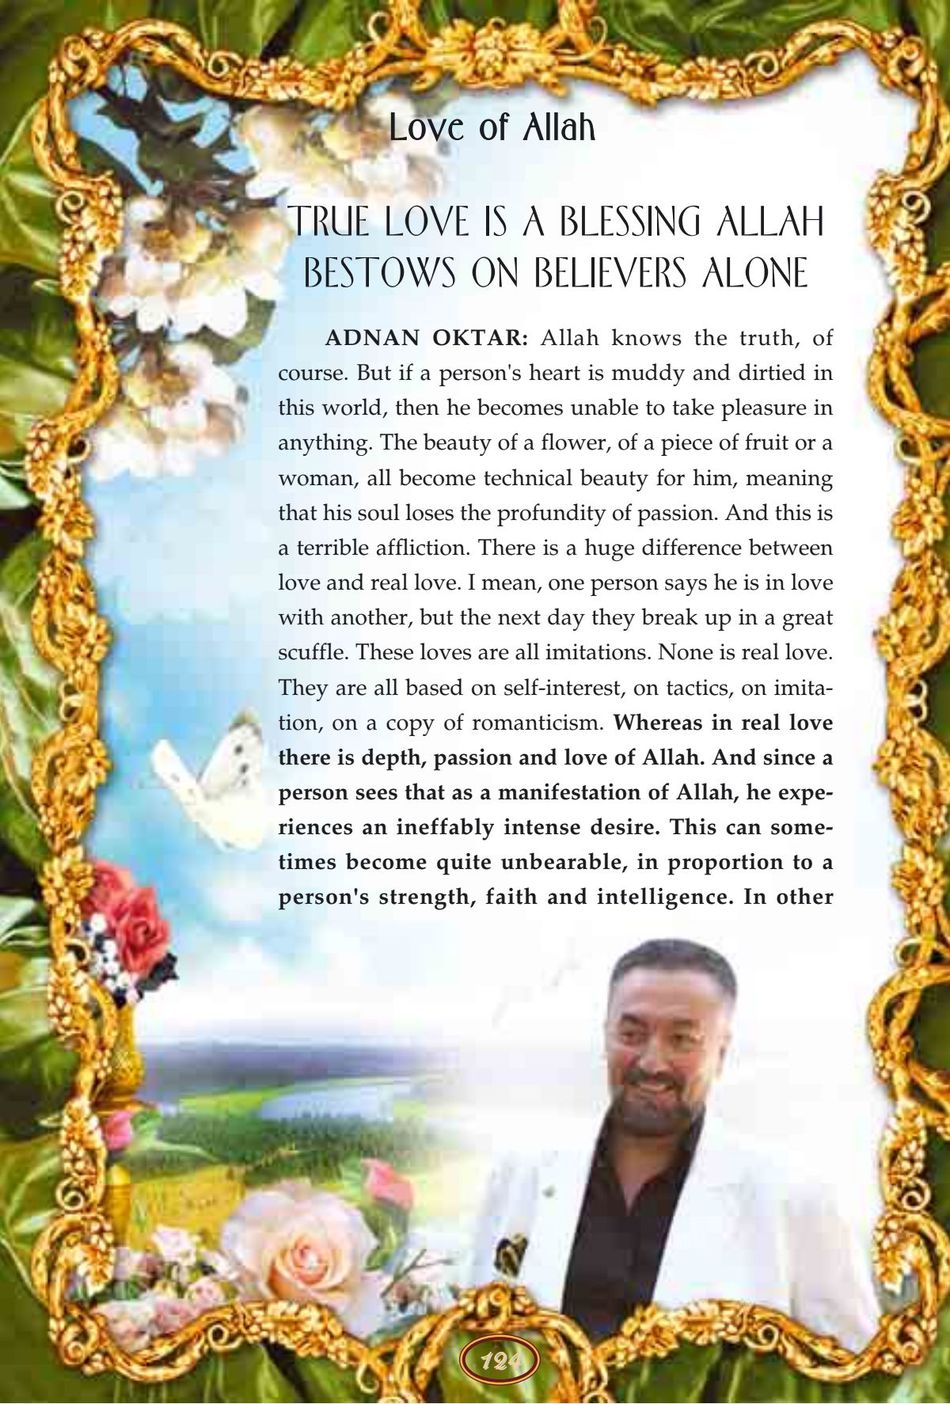 Love of Allah
TRUE LOVE IS A BLESSING ALLAH
BESTOWS ON BELIEVERS ALONE
ADNAN OKTAR: Allah knows the truth, of
course. But if a person's heart is muddy and dirtied in
this world, then he becomes unable to take pleasure in
anything. The beauty of a flower, of a piece of fruit or a
woman, all become technical beauty for him, meaning
that his soul loses the profundity of passion. And this is
a terrible affliction. There is a huge difference between
love and real love. I mean, one person says he is in love
with another, but the next day they break up in a great
scuffle. These loves are all imitations. None is real love.
They are all based on self-interest, on tactics, on imita-
tion, on a copy of romanticism. Whereas in real love
there is depth, passion and love of Allah. And since a
person sees that as a manifestation of Allah, he expe-
riences an ineffably intense desire. This can some-
times become quite unbearable, in proportion to a
person's strength, faith and intelligence. In other
124